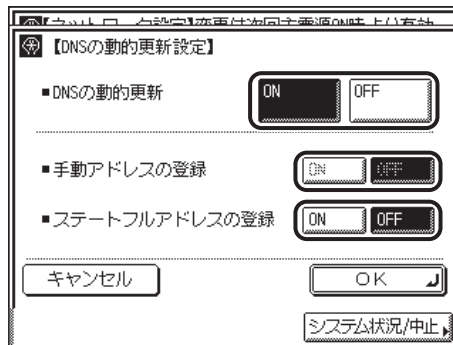 【ネットワーク設定】変更は次回主電源ON時より有効
【DNSの動的更新設定】
■DNSの動的更新 ON OFF
■手動アドレスの登録 ON OFF
■ステートフルアドレスの登録 ON OFF
キャンセル OK
システム状況/中止